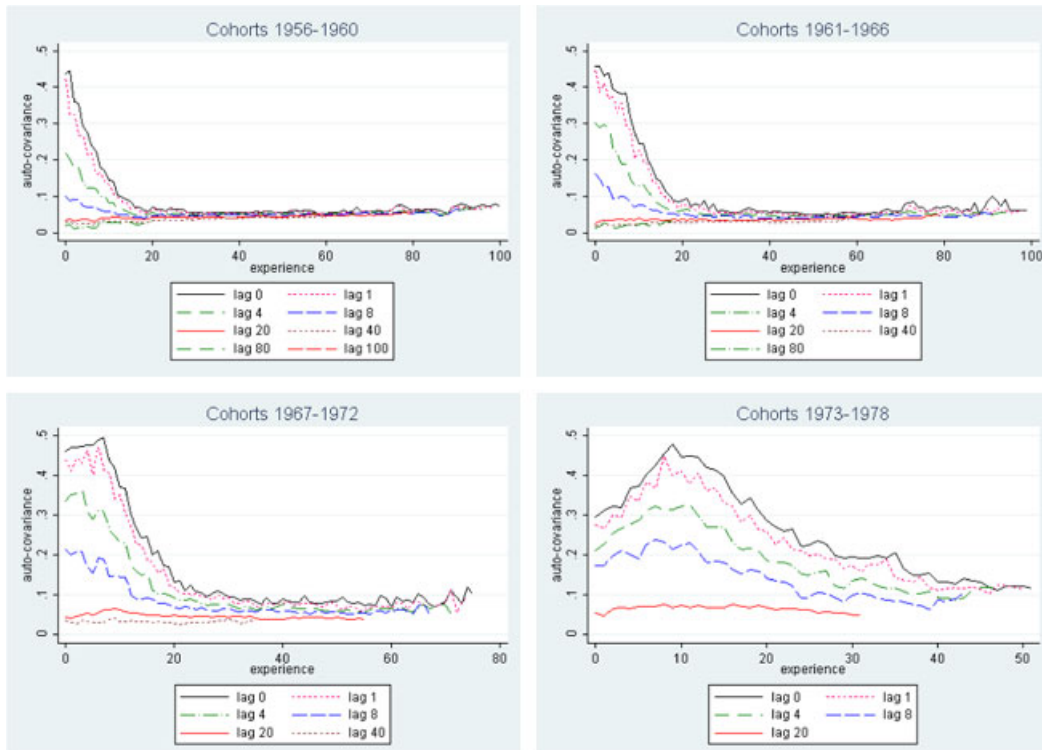 Cohorts 1956-1960
auto-covariance
0 .1 .2 .3 .4 .5
0 20 40 60 80 100
experience
lag 0 lag 1
lag 4 lag 8
lag 20 lag 40
lag 80 lag 100
Cohorts 1961-1966
auto-covariance
0 .1 .2 .3 .4 .5
0 20 40 60 80 100
experience
lag 0 lag 1
lag 4 lag 8
lag 20 lag 40
lag 80
Cohorts 1967-1972
auto-covariance
0 .1 .2 .3 .4 .5
0 20 40 60 80
experience
lag 0 lag 1
lag 4 lag 8
lag 20 lag 40
Cohorts 1973-1978
auto-covariance
0 .1 .2 .3 .4 .5
0 10 20 30 40 50
experience
lag 0 lag 1
lag 4 lag 8
lag 20